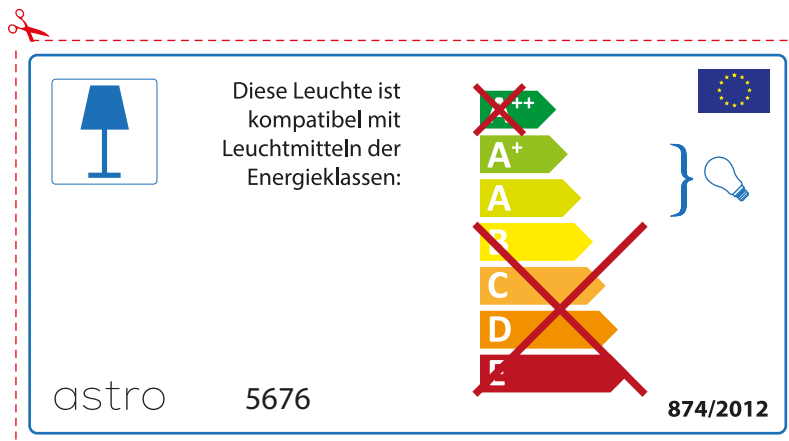 Diese Leuchte ist
kompatibel mit
Leuchtmitteln der
Energieklassen:
A++
A+
A
B
C
D
E
astro
5676
874/2012